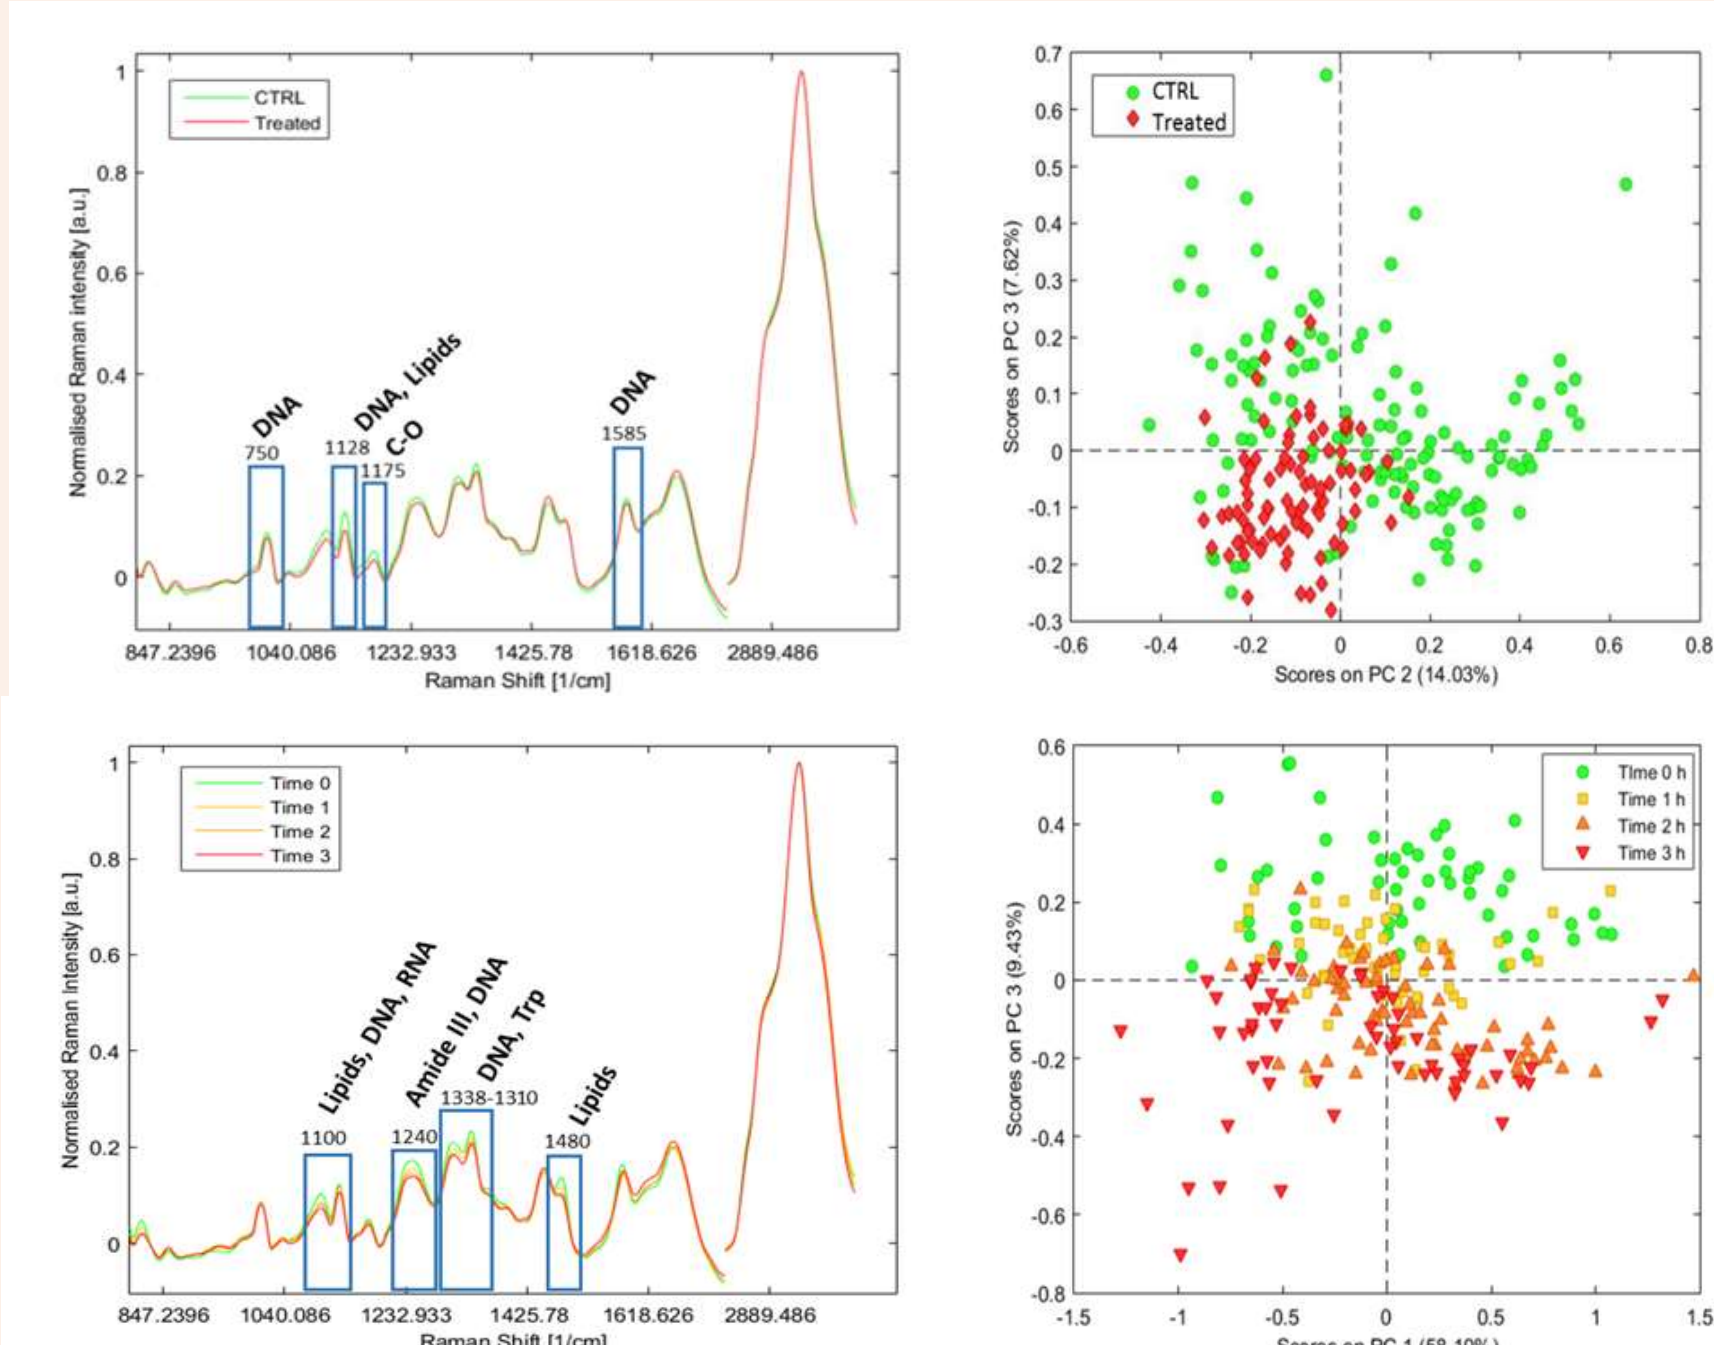 CTRL
Treated
1
0.8
0.6
0.4
0.2
0
Normalised Raman intensity [a.u.]
DNA
750
DNA, Lipids
1128
C-O
1175
DNA
1585
847.2396 1040.086 1232.933 1425.78 1618.626 2889.486
Raman Shift [1/cm]
CTRL
Treated
0.7
0.6
0.5
0.4
0.3
0.2
0.1
0
-0.1
-0.2
-0.3
Scores on PC 3 (7.62%)
-0.6 -0.4 -0.2 0 0.2 0.4 0.6 0.8
Scores on PC 2 (14.03%)
Time 0
Time 1
Time 2
Time 3
1
0.8
0.6
0.4
0.2
0
Normalised Raman Intensity [a.u.]
Lipids, DNA, RNA
1100
Amide III, DNA
1240
DNA, Trp
1338-1310
Lipids
1480
847.2396 1040.086 1232.933 1425.78 1618.626 2889.486
Raman Shift [1/cm]
TIme 0 h
Time 1 h
Time 2 h
Time 3 h
0.6
0.4
0.2
0
-0.2
-0.4
-0.6
-0.8
Scores on PC 3 (9.43%)
-1.5 -1 -0.5 0 0.5 1 1.5
Scores on PC 1 (58.10%)